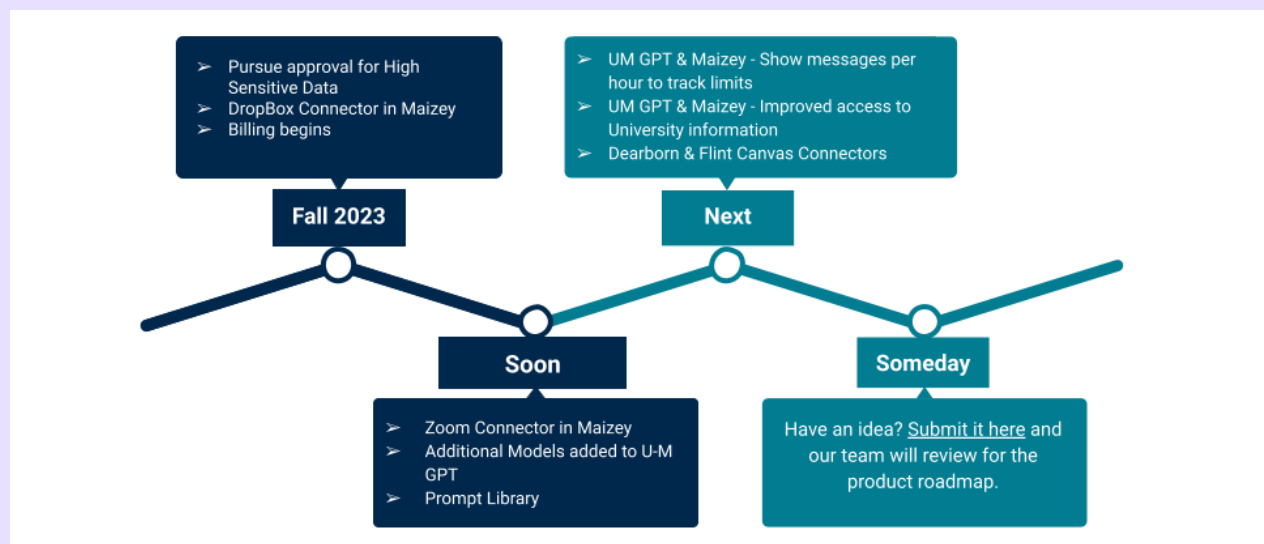 ➢ Pursue approval for High
Sensitive Data
➢ DropBox Connector in Maizey
➢ Billing begins
Fall 2023
Soon
➢ Zoom Connector in Maizey
➢ Additional Models added to U-M
GPT
➢ Prompt Library
➢ UM GPT & Maizey - Show messages per
hour to track limits
➢ UM GPT & Maizey - Improved access to
University information
➢ Dearborn & Flint Canvas Connectors
Next
Someday
Have an idea? Submit it here and
our team will review for the
product roadmap.